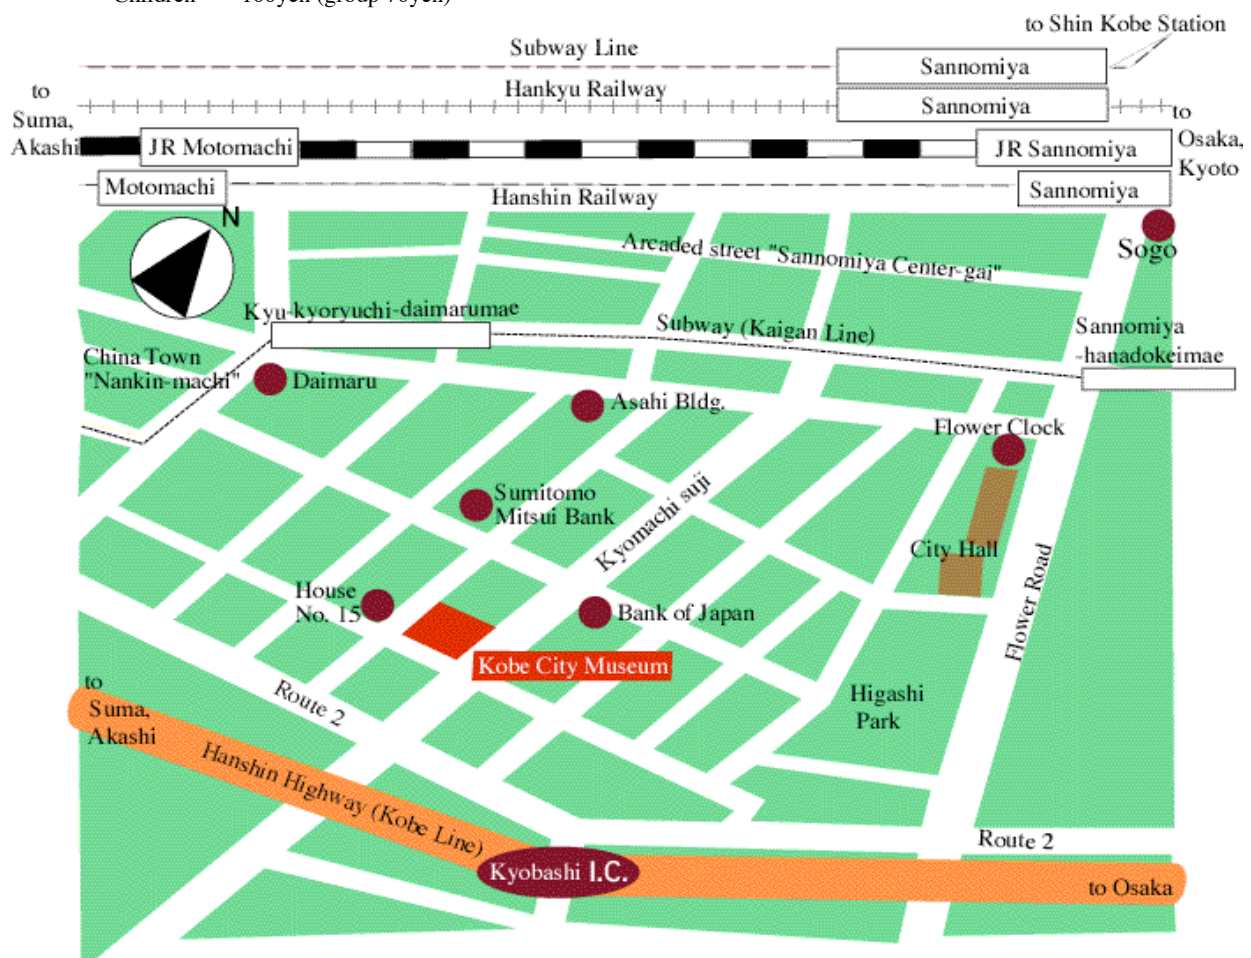 Children 100yen (group 70yen)
to Shin Kobe Station
Subway Line
Sannomiya
Hankyu Railway
Sannomiya
to
Suma,
Akashi
to
Osaka,
Kyoto
JR Motomachi
JR Sannomiya
Motomachi
Sannomiya
Hanshin Railway
N
Sogo
Arcaded street "Sannomiya Center-gai"
Kyu-kyoryuchi-daimarumae
Subway (Kaigan Line)
Sannomiya
-hanadokeimae
China Town
"Nankin-machi"
Daimaru
Asahi Bldg.
Flower Clock
Sumitomo
Mitsui Bank
Kyomachi suji
City Hall
House
No. 15
Bank of Japan
Flower Road
Kobe City Museum
to
Suma,
Akashi
Route 2
Higashi
Park
Hanshin Highway (Kobe Line)
Route 2
Kyobashi I.C.
to Osaka